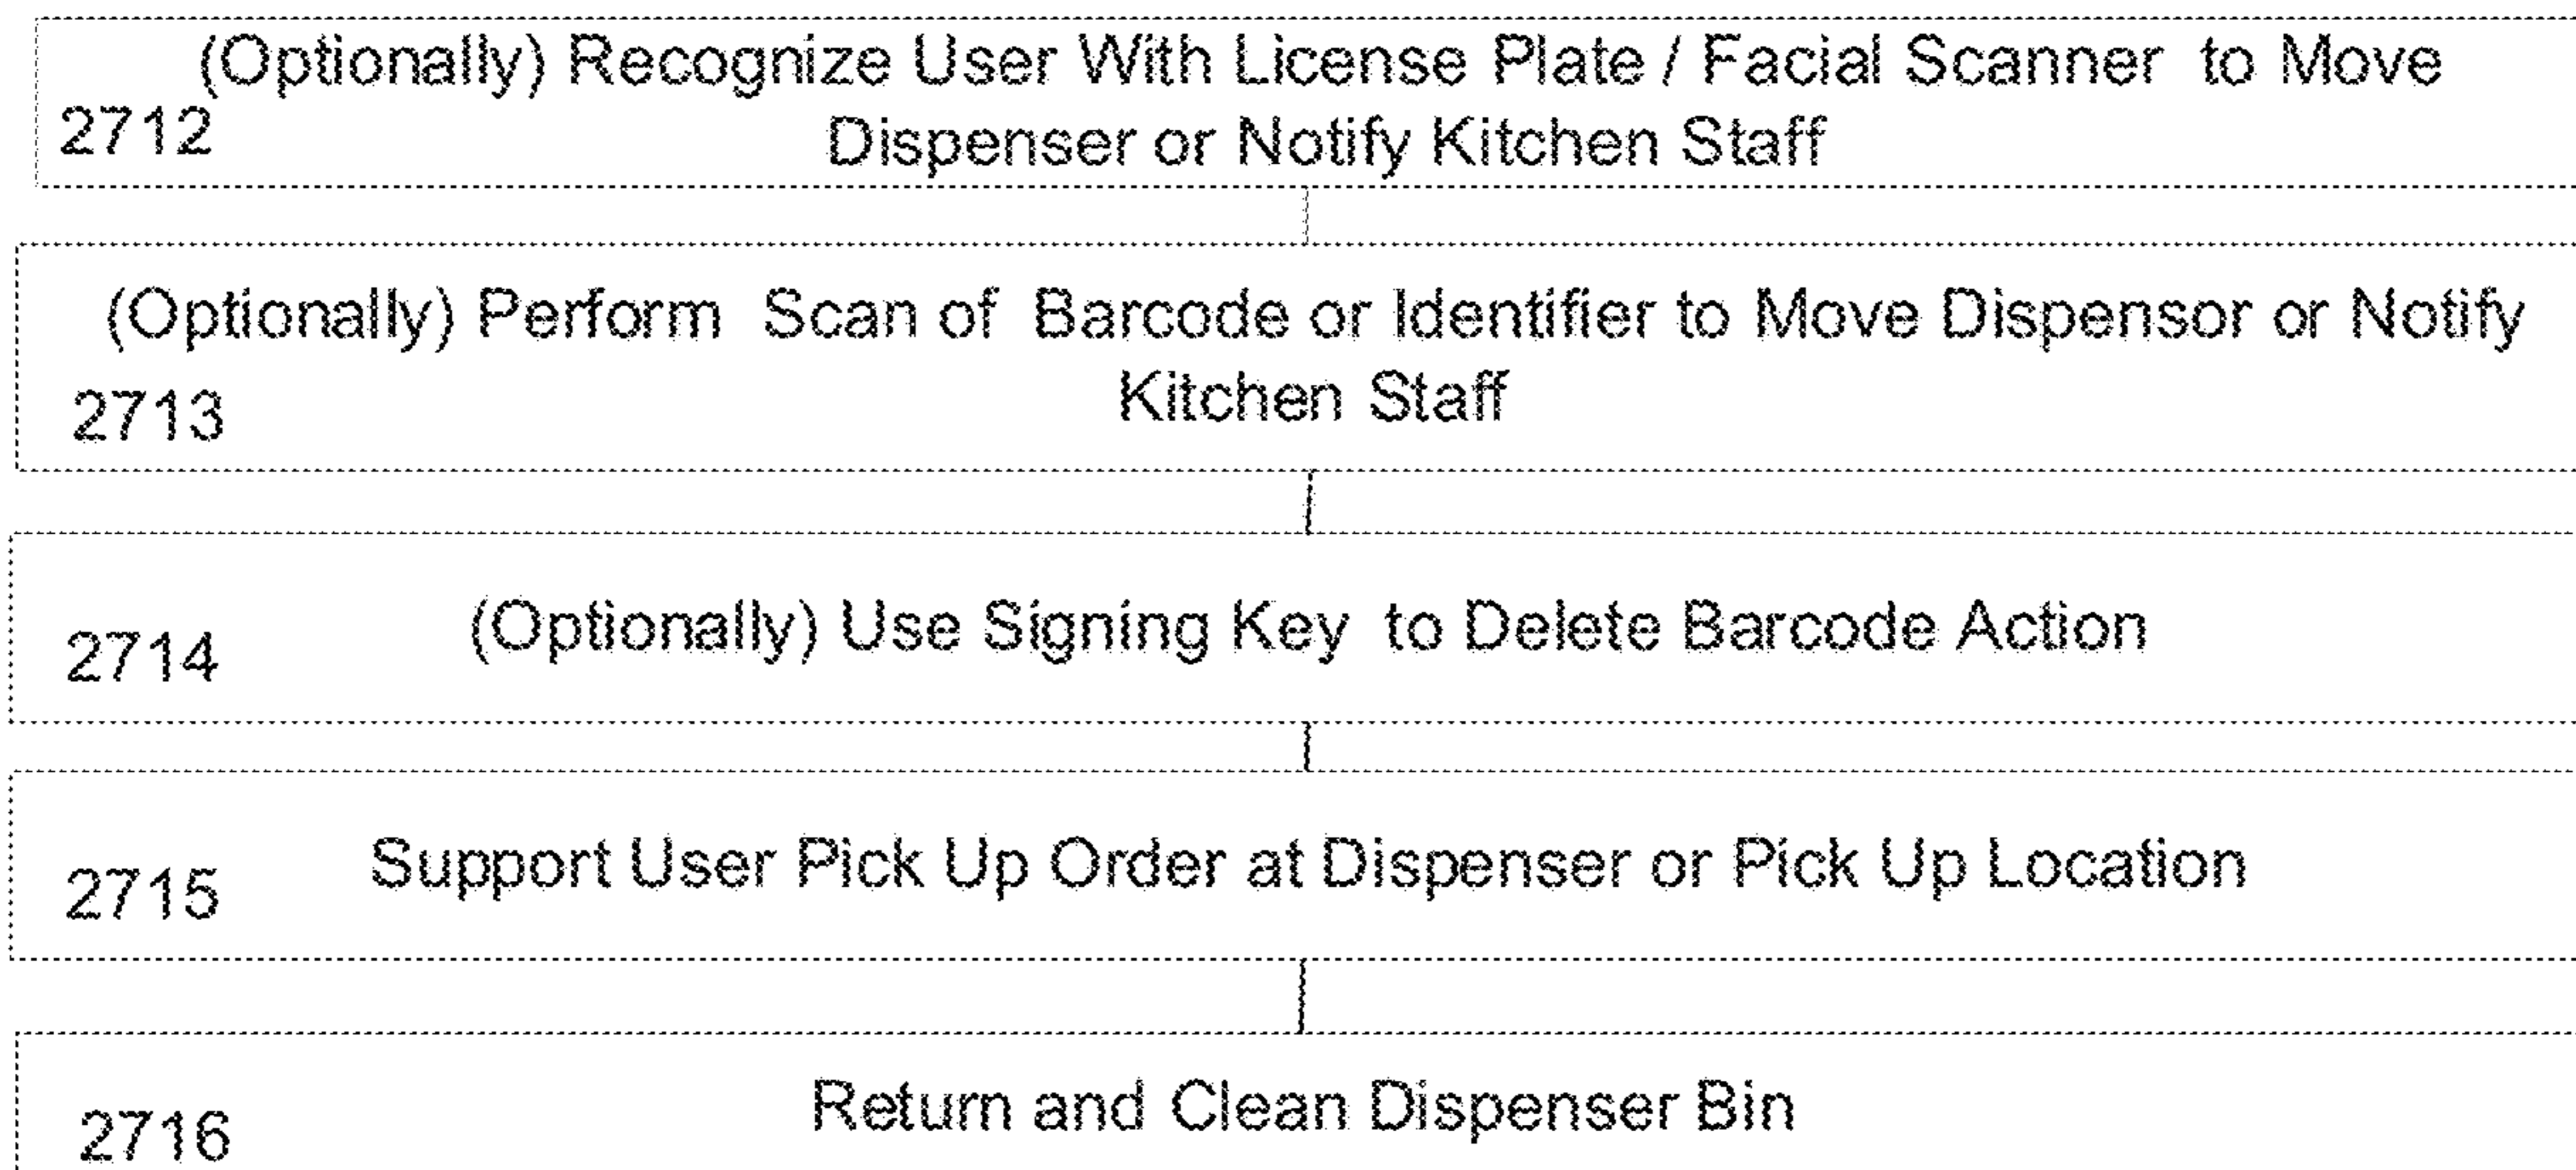 (Optionally) Recognize User With License Plate / Facial Scanner to Move
2712
Dispenser or Notify Kitchen Staff
(Optionally) Perform Scan of Barcode or Identifier to Move Dispensor or Notify
Kitchen Staff
2713
(Optionally) Use Signing Key to Delete Barcode Action
2714
Support User Pick Up Order at Dispenser or Pick Up Location
2715
Return and Clean Dispenser Bin
2716